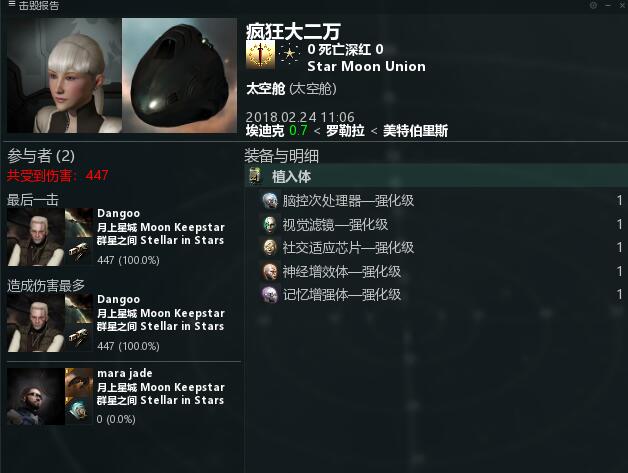 击毁报告
疯狂大二万
0 死亡深红 0
Star Moon Union
太空舱 (太空舱)
2018.02.24 11:06
埃迪克 0.7 < 罗勒拉 < 美特伯里斯
参与者 (2)
共受到伤害：447
最后一击
Dangoo
月上星城 Moon Keepstar
群星之间 Stellar in Stars
447 (100.0%)
造成伤害最多
Dangoo
月上星城 Moon Keepstar
群星之间 Stellar in Stars
447 (100.0%)
mara jade
月上星城 Moon Keepstar
群星之间 Stellar in Stars
0 (0.0%)
装备与明细
植入体
脑控次处理器—强化级 1
视觉滤镜—强化级 1
社交适应芯片—强化级 1
神经增效体—强化级 1
记忆增强体—强化级 1